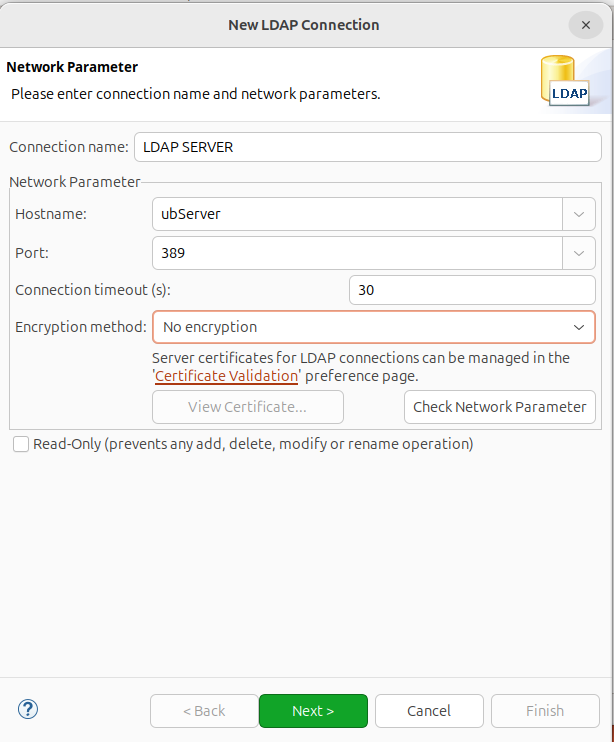 New LDAP Connection
Network Parameter
Please enter connection name and network parameters.
LDAP
Connection name: LDAP SERVER
Network Parameter
Hostname: ubServer
Port: 389
Connection timeout (s): 30
Encryption method: No encryption
Server certificates for LDAP connections can be managed in the
'Certificate Validation' preference page.
View Certificate... Check Network Parameter
Read-Only (prevents any add, delete, modify or rename operation)
? < Back Next > Cancel Finish